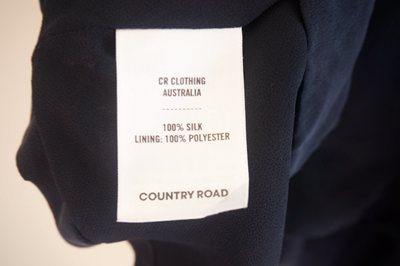 CR CLOTHING
AUSTRALIA
----------
100% SILK
LINING: 100% POLYESTER
COUNTRY ROAD